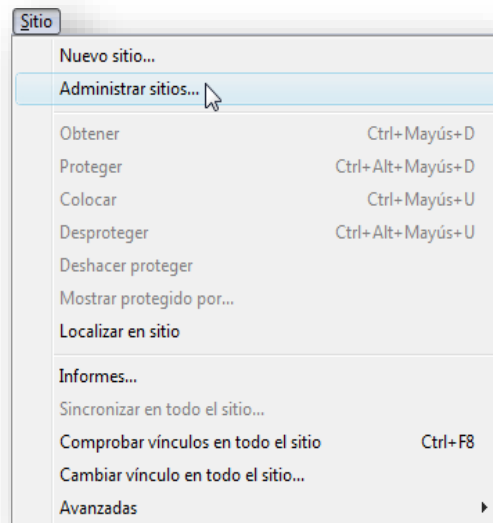 Sitio
Nuevo sitio...
Administrar sitios...
Obtener Ctrl+Mayús+D
Proteger Ctrl+Alt+Mayús+D
Colocar Ctrl+Mayús+U
Desproteger Ctrl+Alt+Mayús+U
Deshacer proteger
Mostrar protegido por...
Localizar en sitio
Informes...
Sincronizar en todo el sitio...
Comprobar vínculos en todo el sitio Ctrl+F8
Cambiar vínculo en todo el sitio...
Avanzadas